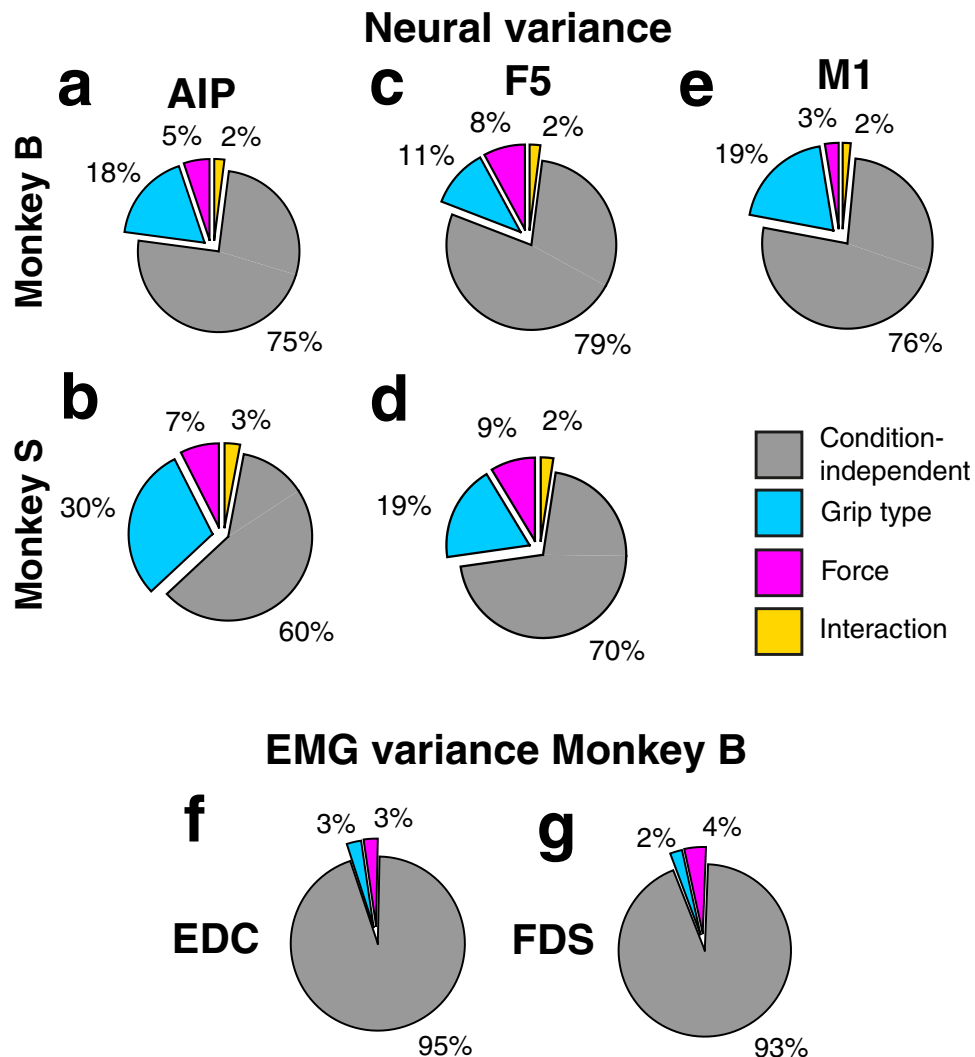 Neural variance
a
AIP
c
F5
e
M1
Monkey B
18%
5%
2%
75%
11%
8%
2%
79%
19%
3%
2%
76%
Monkey S
b
30%
7%
3%
60%
d
19%
9%
2%
70%
Condition-
independent
Grip type
Force
Interaction
EMG variance Monkey B
f
EDC
3%
3%
95%
g
FDS
2%
4%
93%